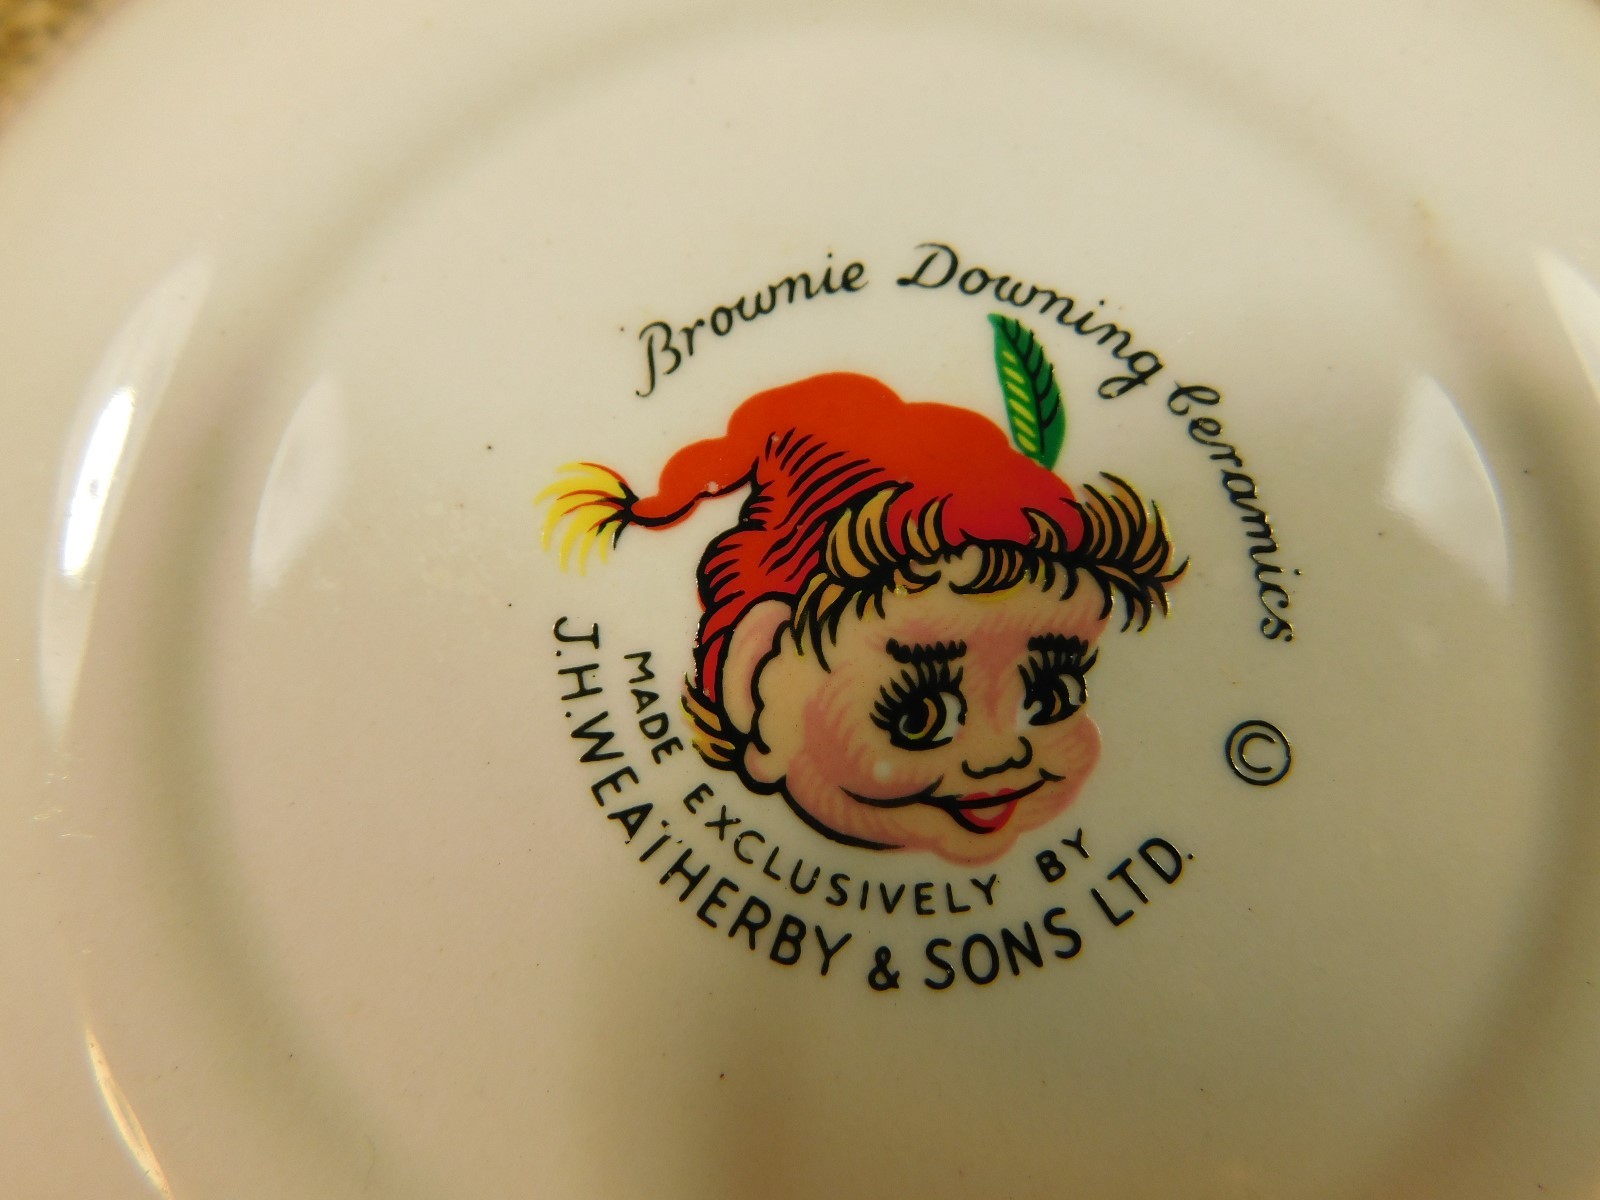 Brownie Downing Ceramics
©
MADE EXCLUSIVELY BY
J.H.WEATHERBY & SONS LTD.